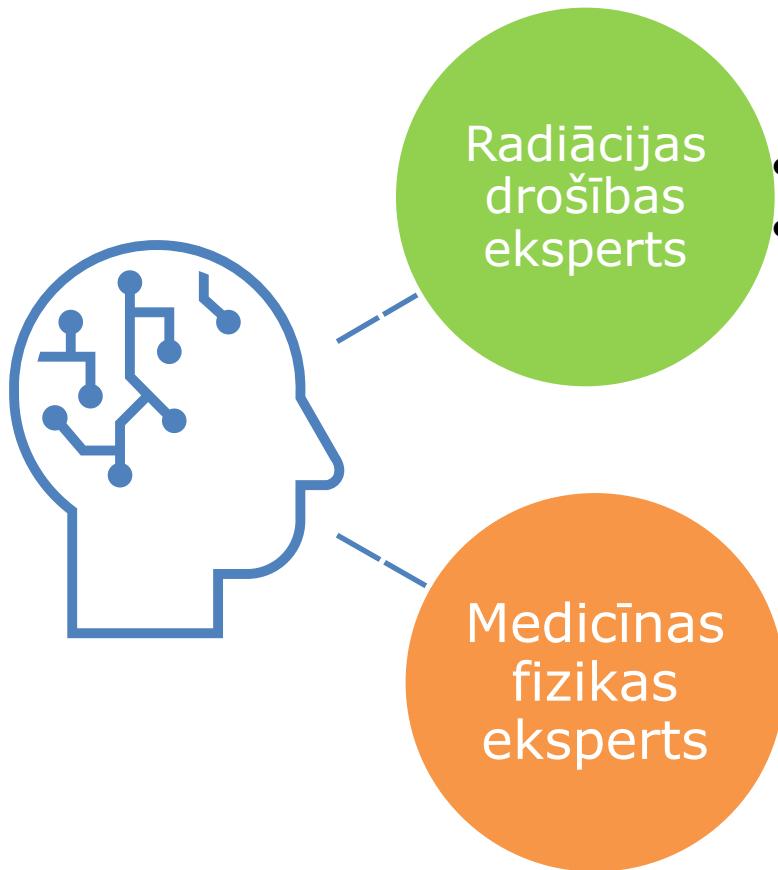 Radiācijas
drošības
eksperts
Medicīnas
fizikas
eksperts